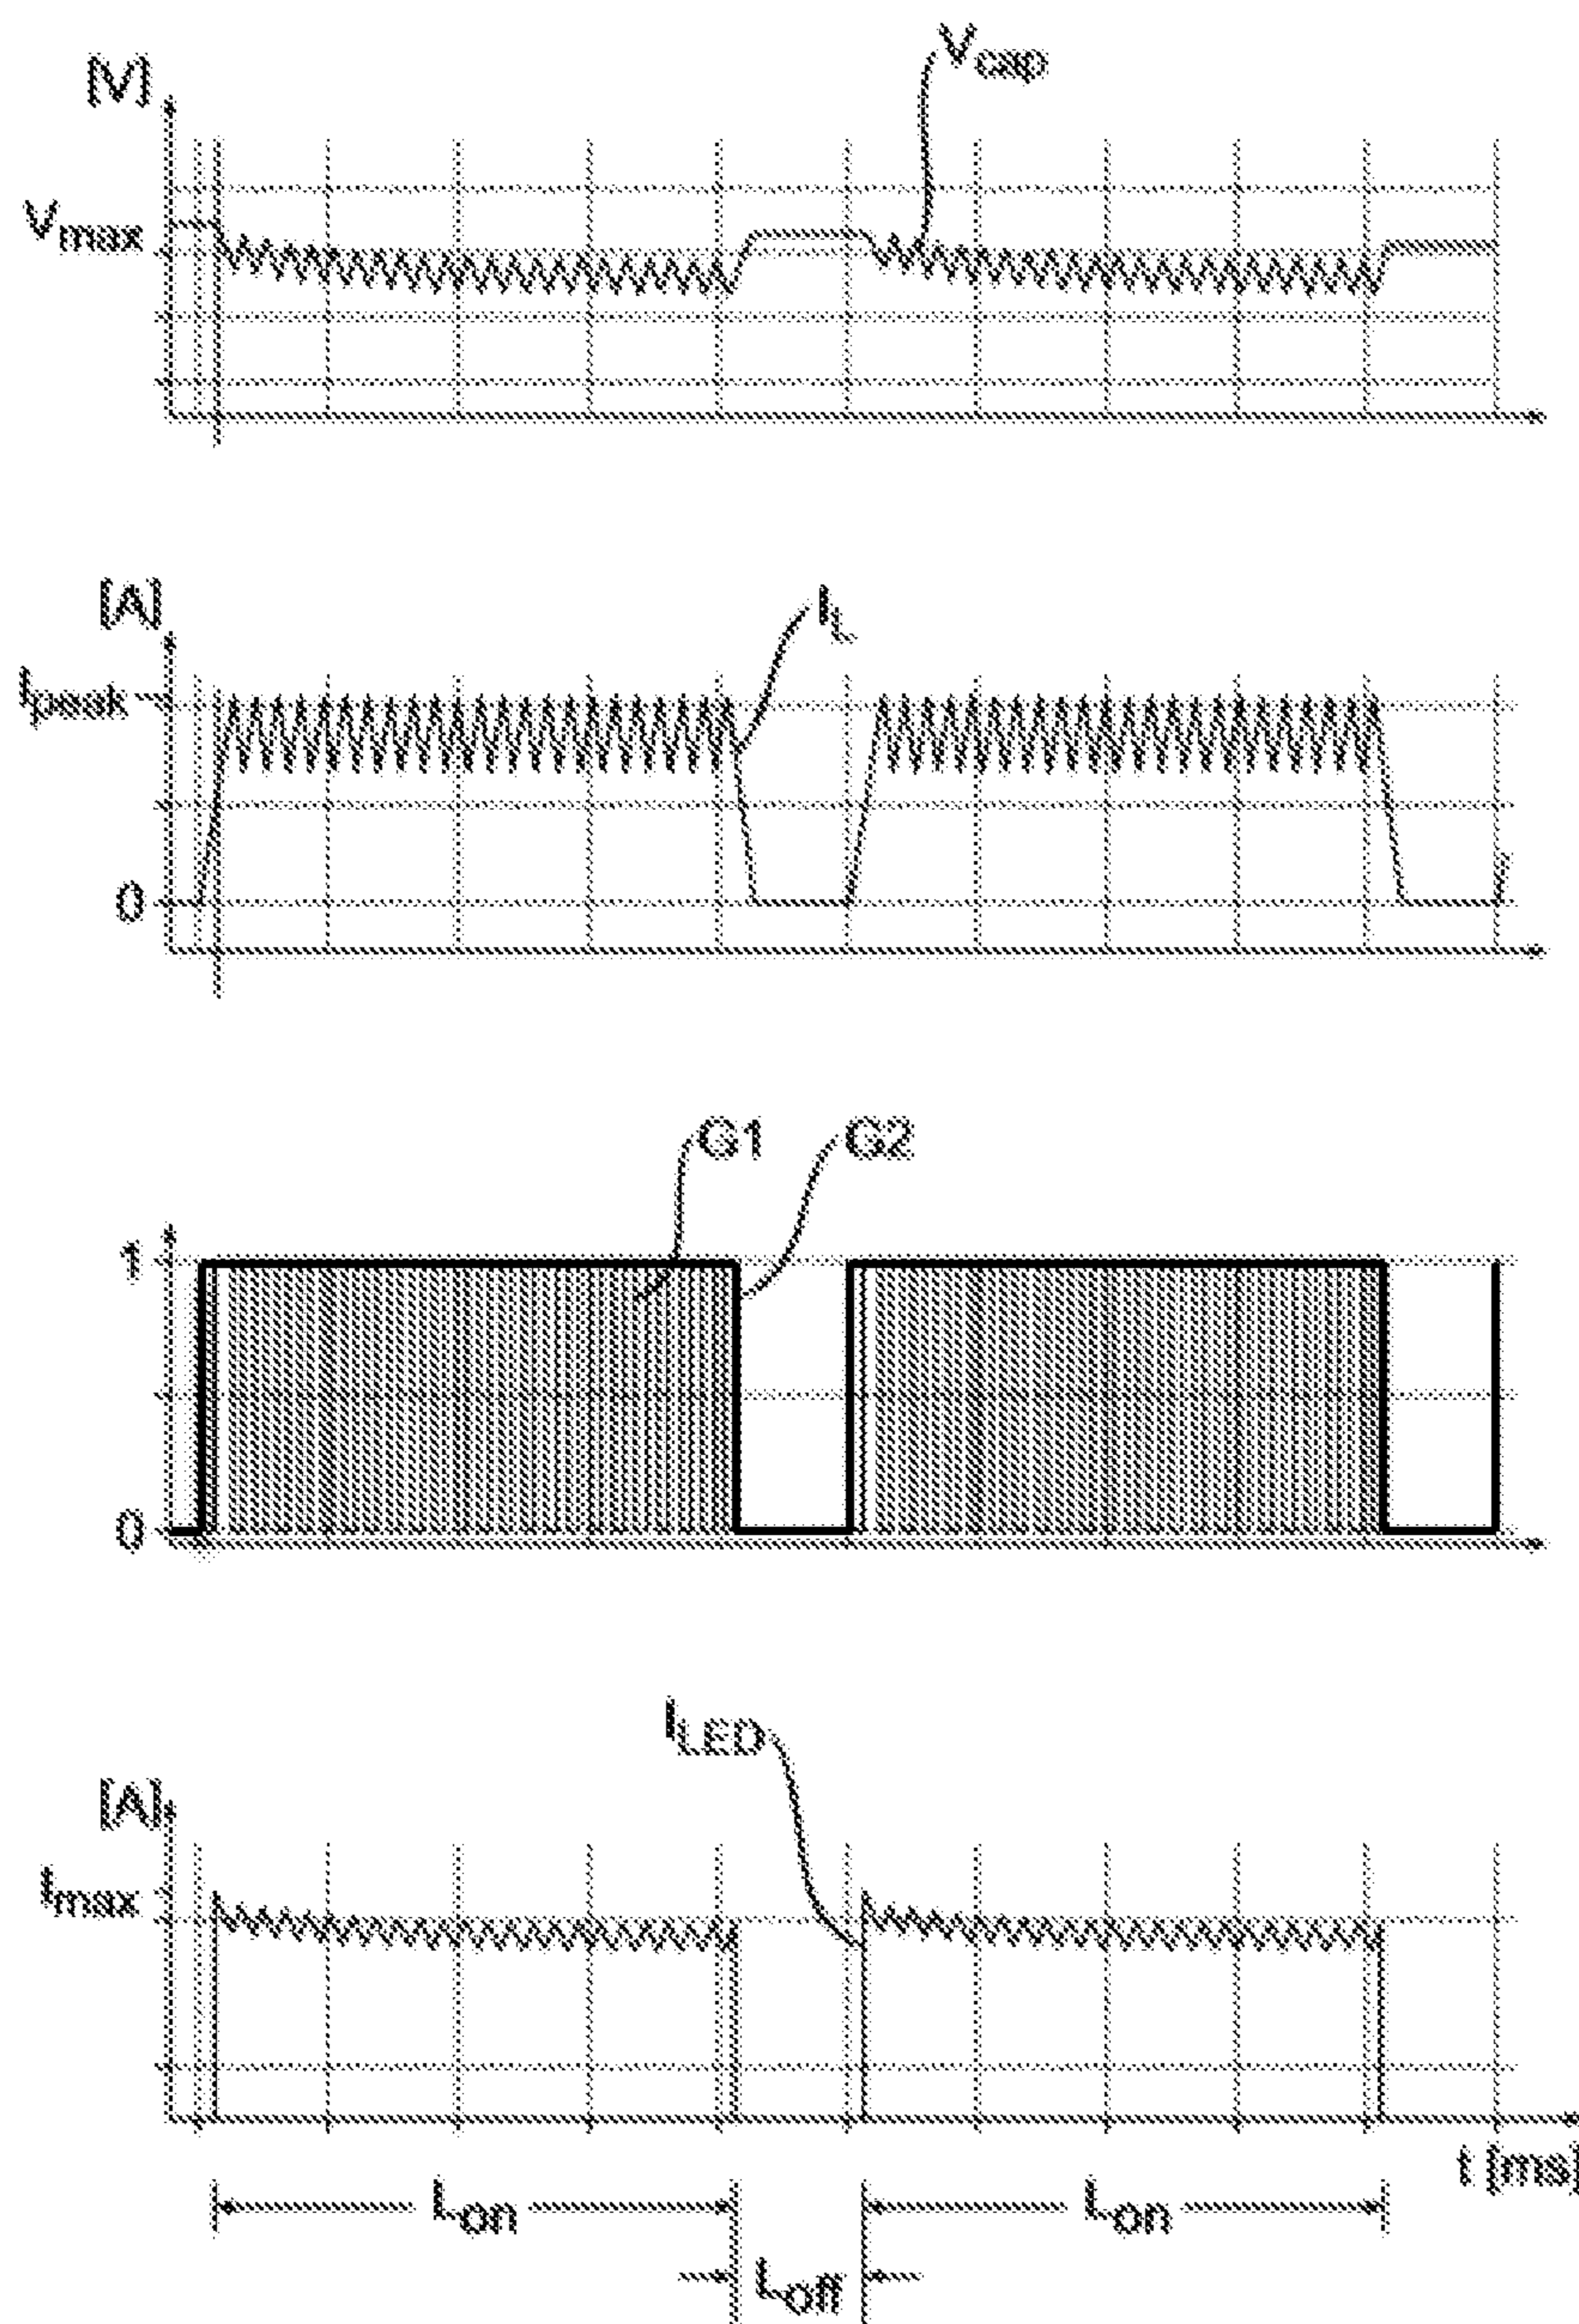 [V]
Vcap
Vmax
[A]
IL
Ipeak
0
G1
G2
1
0
ILED
[A]
Imax
t [ms]
Lon
Lon
Loff